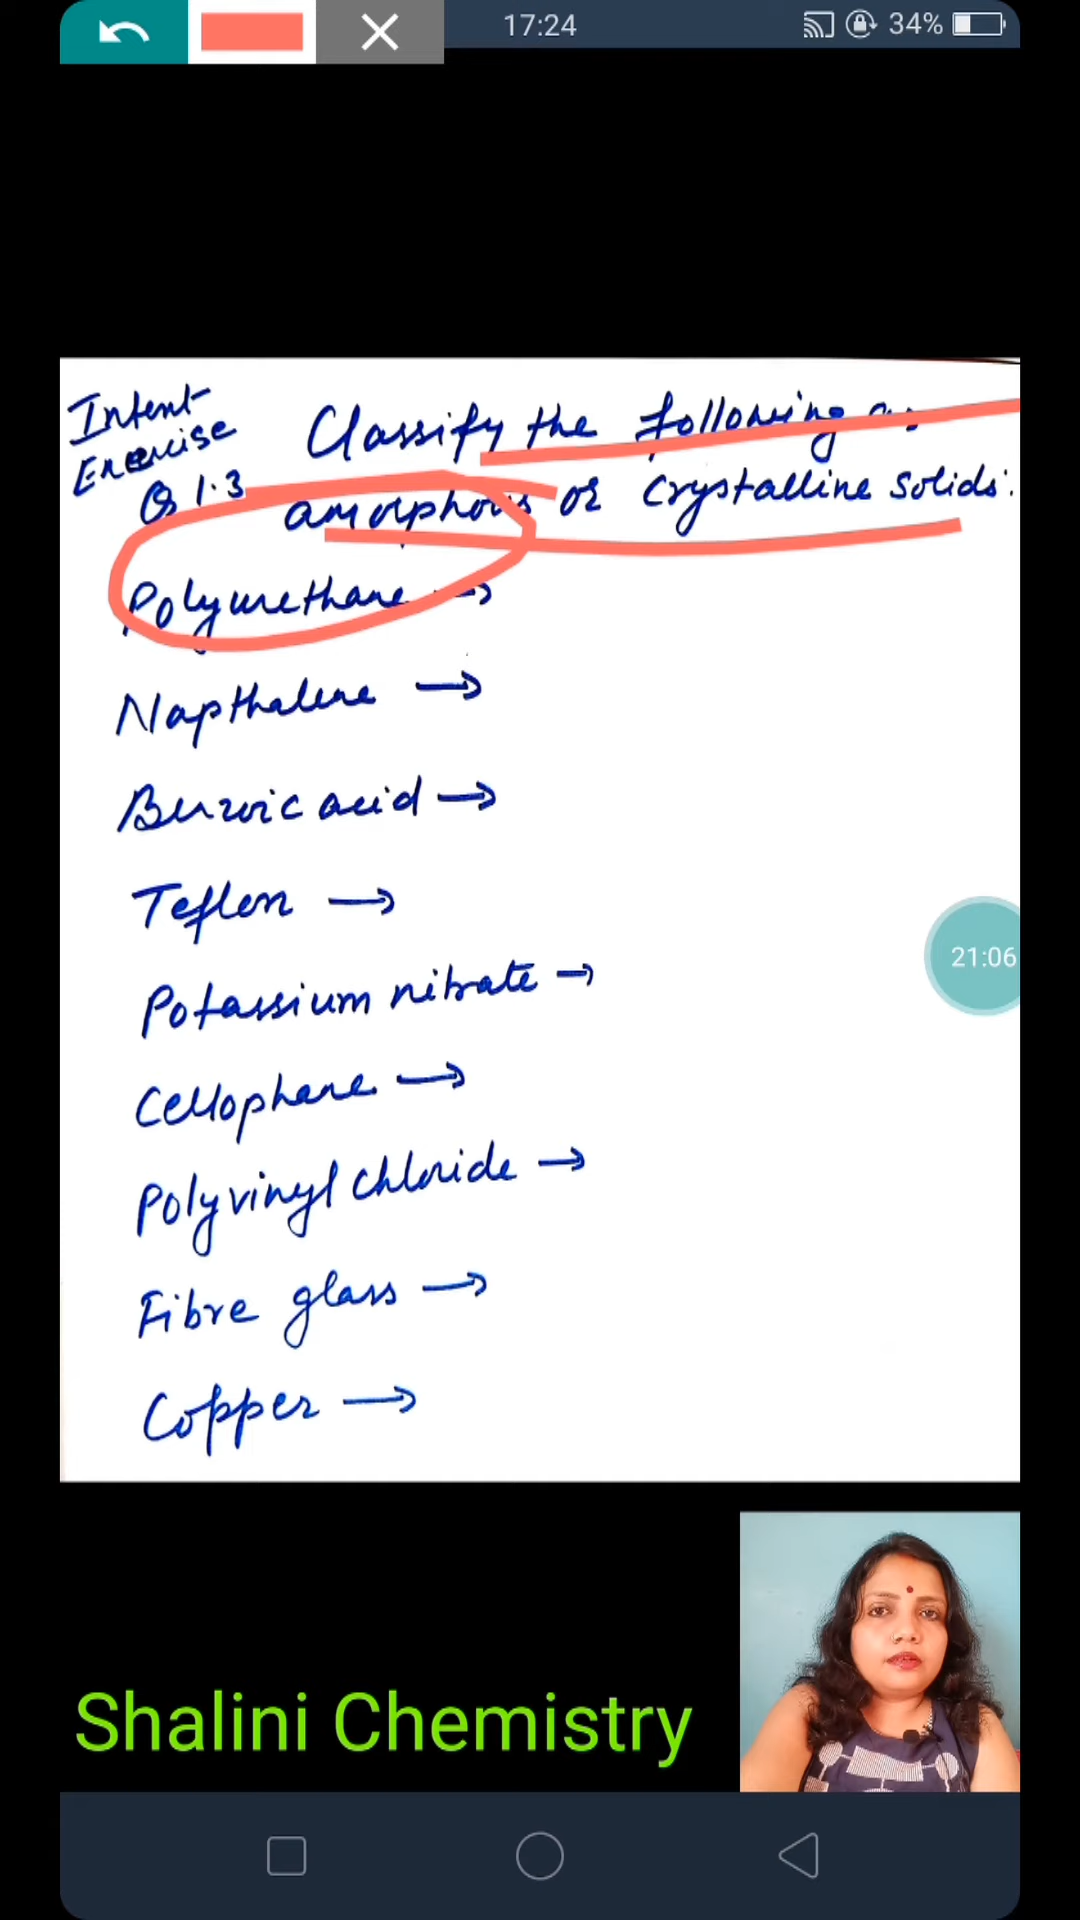 17:24
34%
Intent
Exercise
Q 1.3
Classify the following as
amorphous or Crystalline Solids.
Polyurethane →
Napthalene →
Benzoic acid →
Teflon →
Potassium nitrate →
Cellophane →
Polyvinyl chloride →
Fibre glass →
Copper →
21:06
Shalini Chemistry